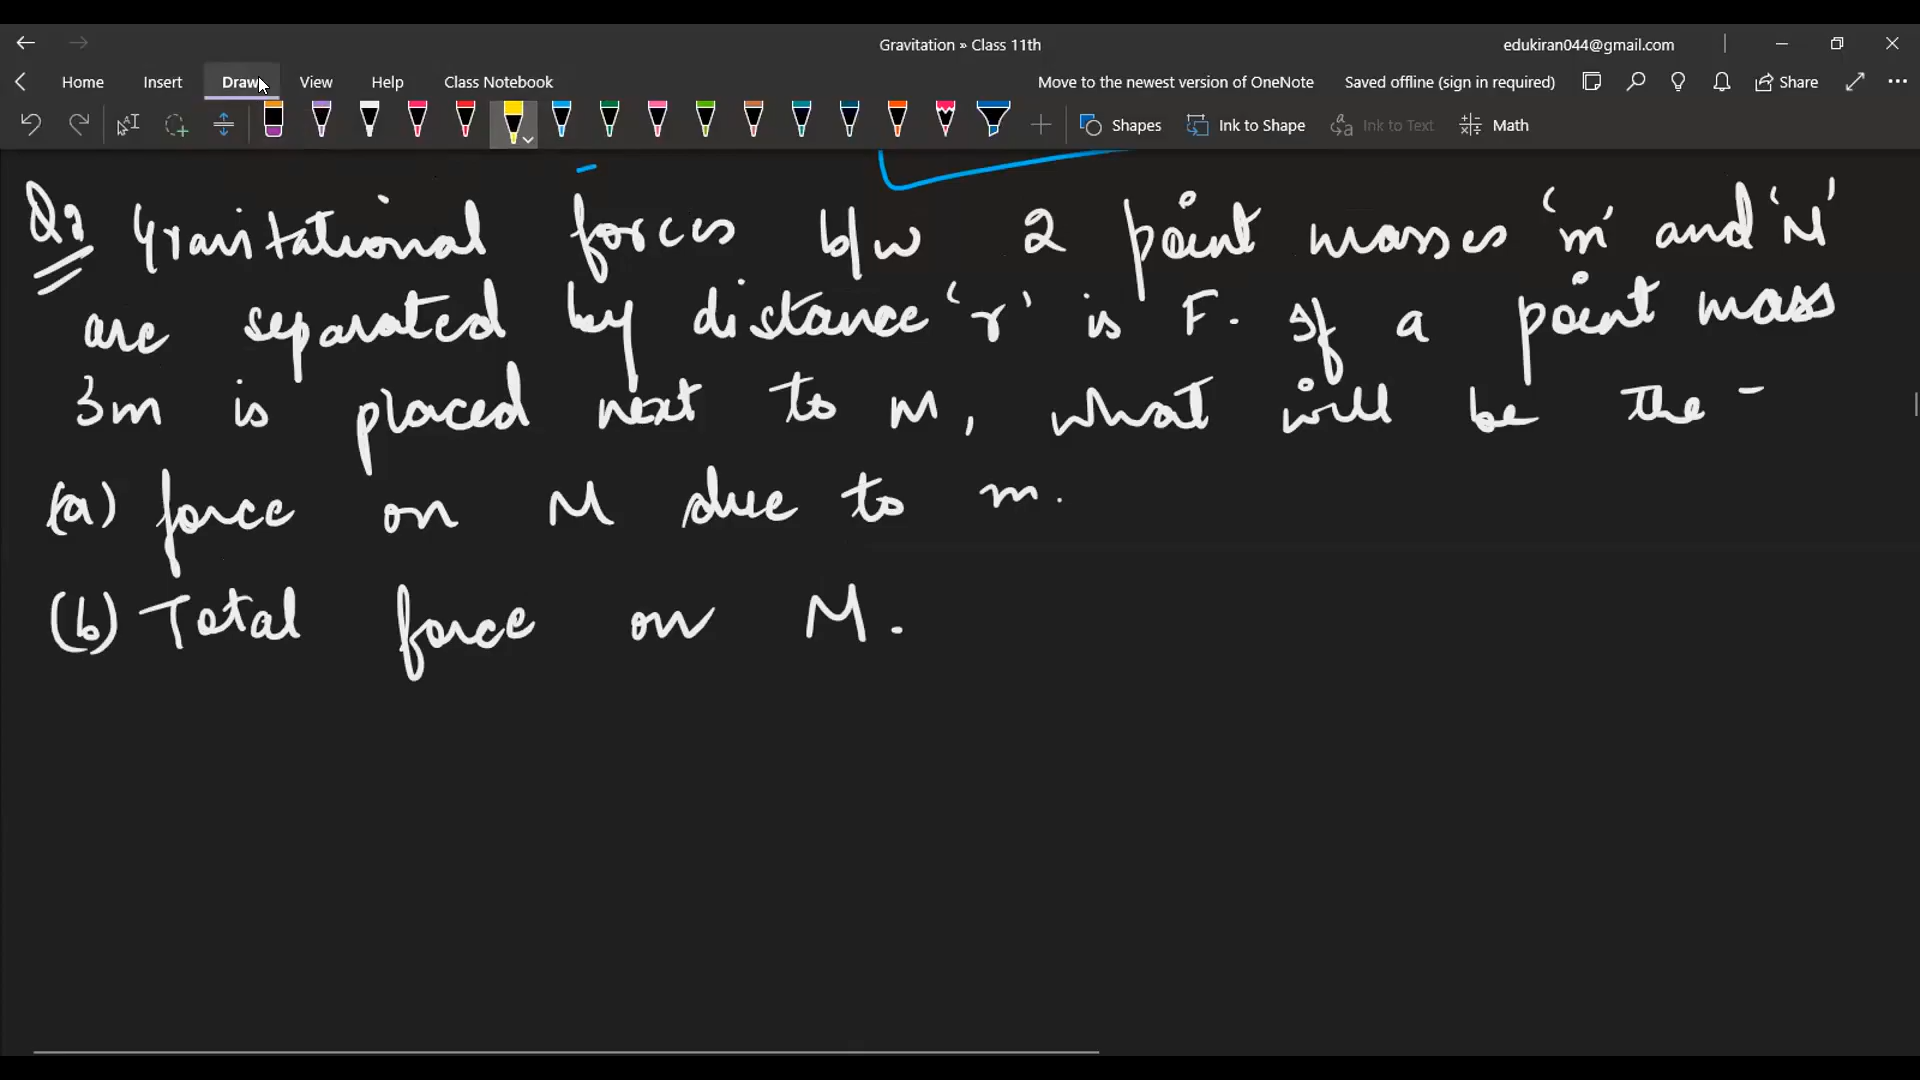 Gravitation » Class 11th
edukiran044@gmail.com
Home Insert Draw View Help Class Notebook Move to the newest version of OneNote Saved offline (sign in required) Share
Shapes Ink to Shape Ink to Text Math
Q2 Gravitational forces b/w 2 point masses 'm' and 'M'
are separated by distance 'r' is F. If a point mass
3m is placed next to m, what will be the -
(a) force on M due to m.
(b) Total force on M.